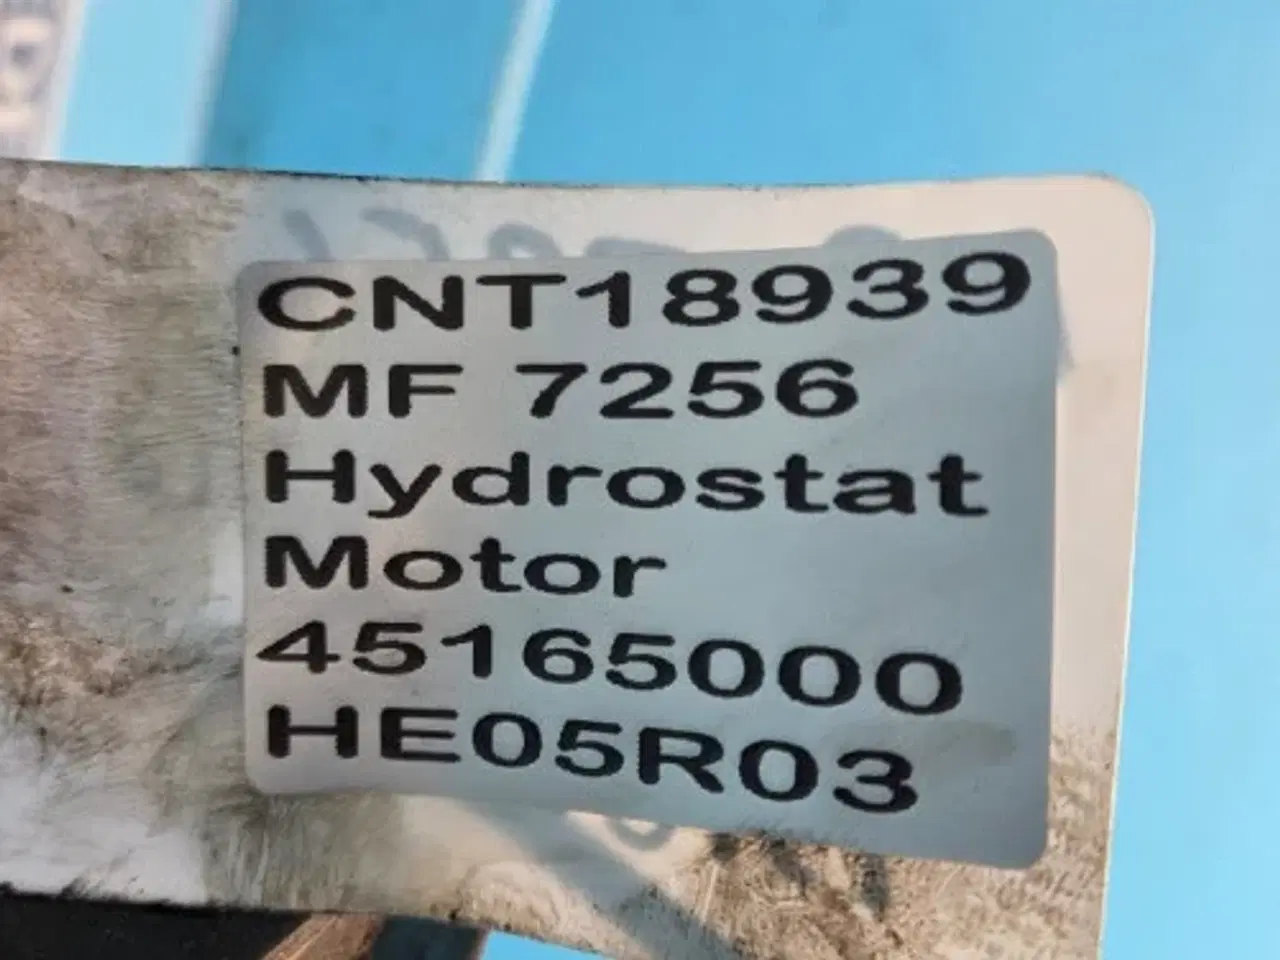 CNT18939
MF 7256
Hydrostat
Motor
45165000
HE05R03